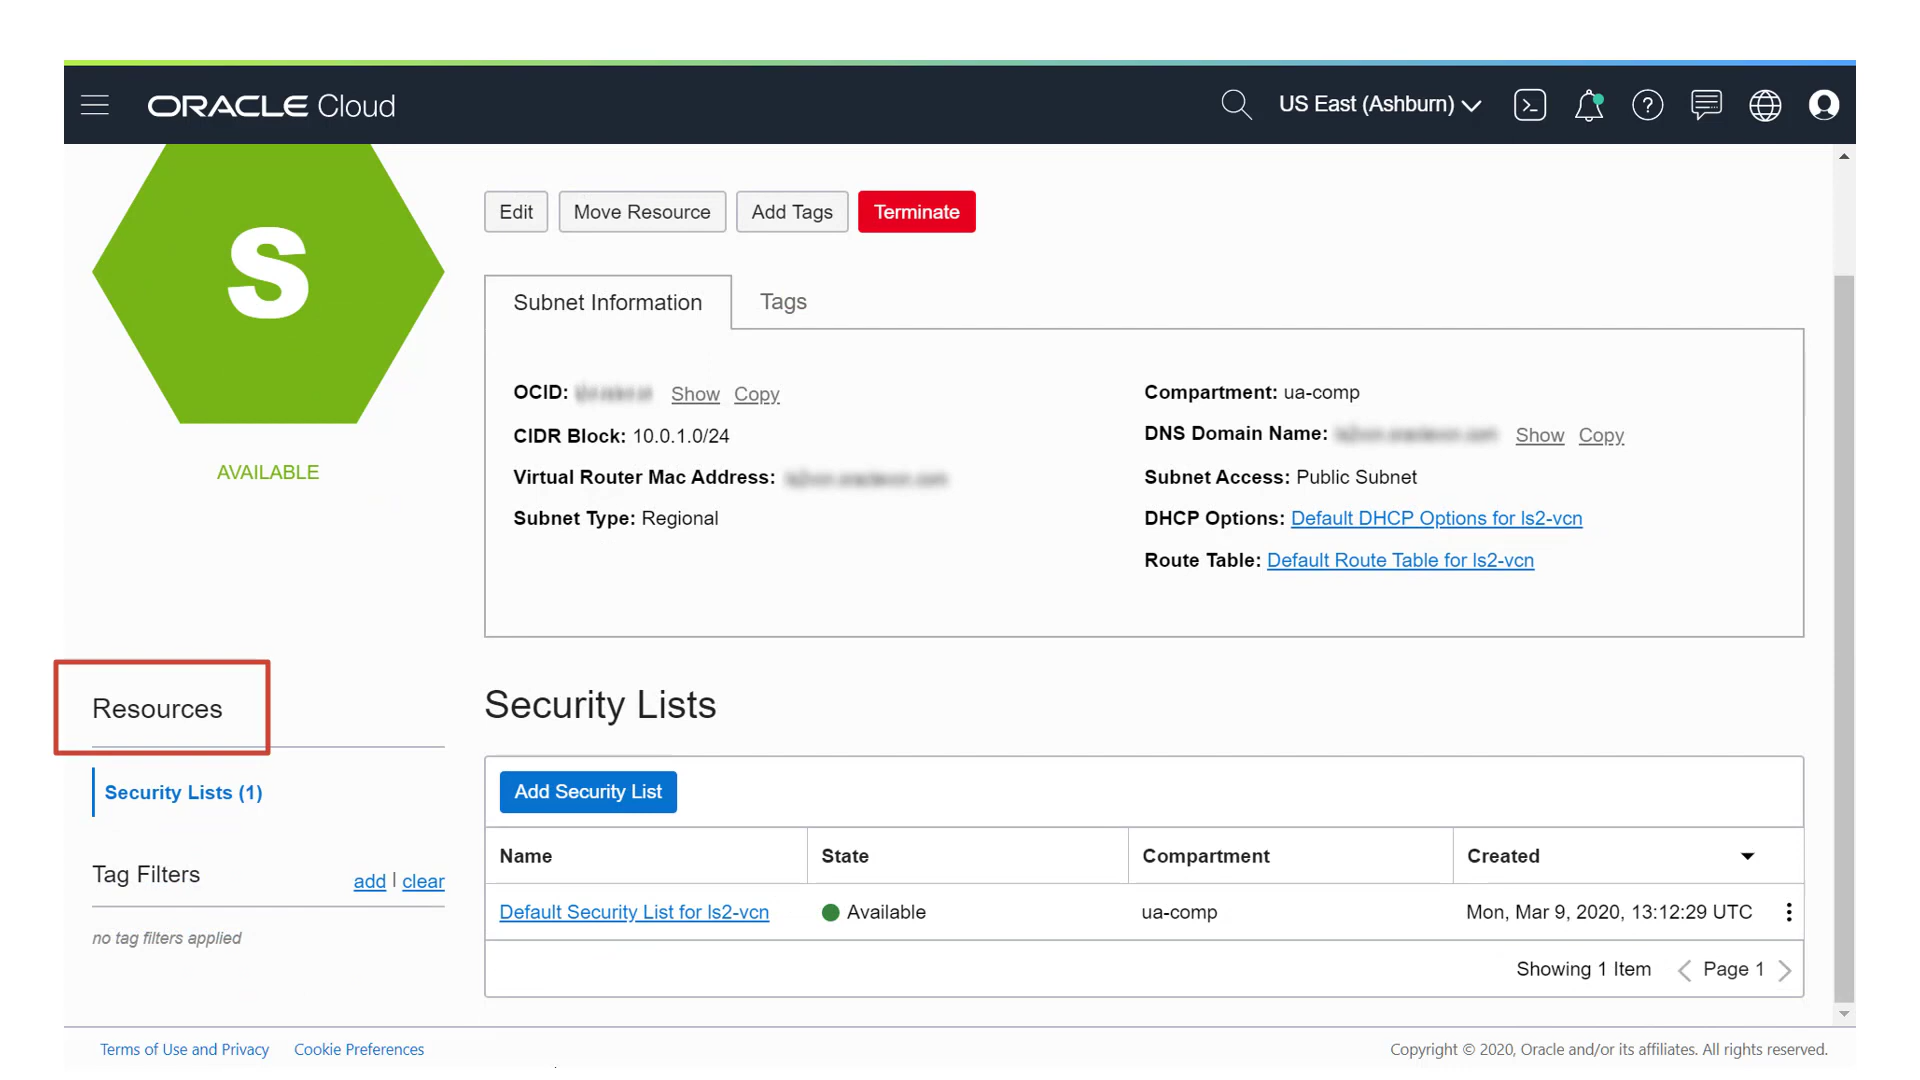 ORACLE Cloud
US East (Ashburn)
S
AVAILABLE
Edit Move Resource Add Tags Terminate
Subnet Information Tags
OCID: Show Copy
CIDR Block: 10.0.1.0/24
Virtual Router Mac Address:
Subnet Type: Regional
Compartment: ua-comp
DNS Domain Name: Show Copy
Subnet Access: Public Subnet
DHCP Options: Default DHCP Options for ls2-vcn
Route Table: Default Route Table for ls2-vcn
Resources
Security Lists (1)
Tag Filters add | clear
no tag filters applied
Security Lists
Add Security List
Name State Compartment Created
Default Security List for ls2-vcn Available ua-comp Mon, Mar 9, 2020, 13:12:29 UTC
Showing 1 Item < Page 1 >
Terms of Use and Privacy Cookie Preferences
Copyright © 2020, Oracle and/or its affiliates. All rights reserved.